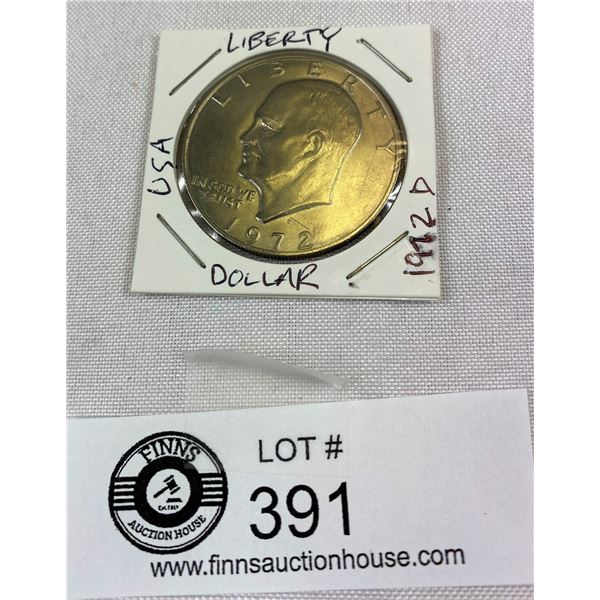 LIBERTY
USA
LIBERTY
IN GOD WE
TRUST
1972
DOLLAR
1972 D
FINNS
AUCTION HOUSE
LOT #
391
www.finnsauctionhouse.com